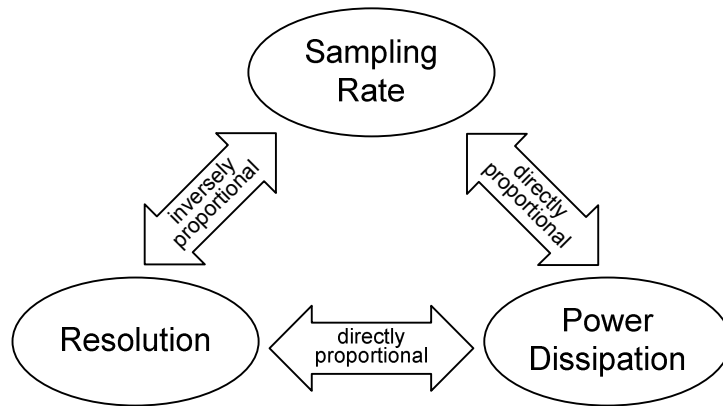 Sampling
Rate
inversely
proportional
directly
proportional
Resolution
directly
proportional
Power
Dissipation